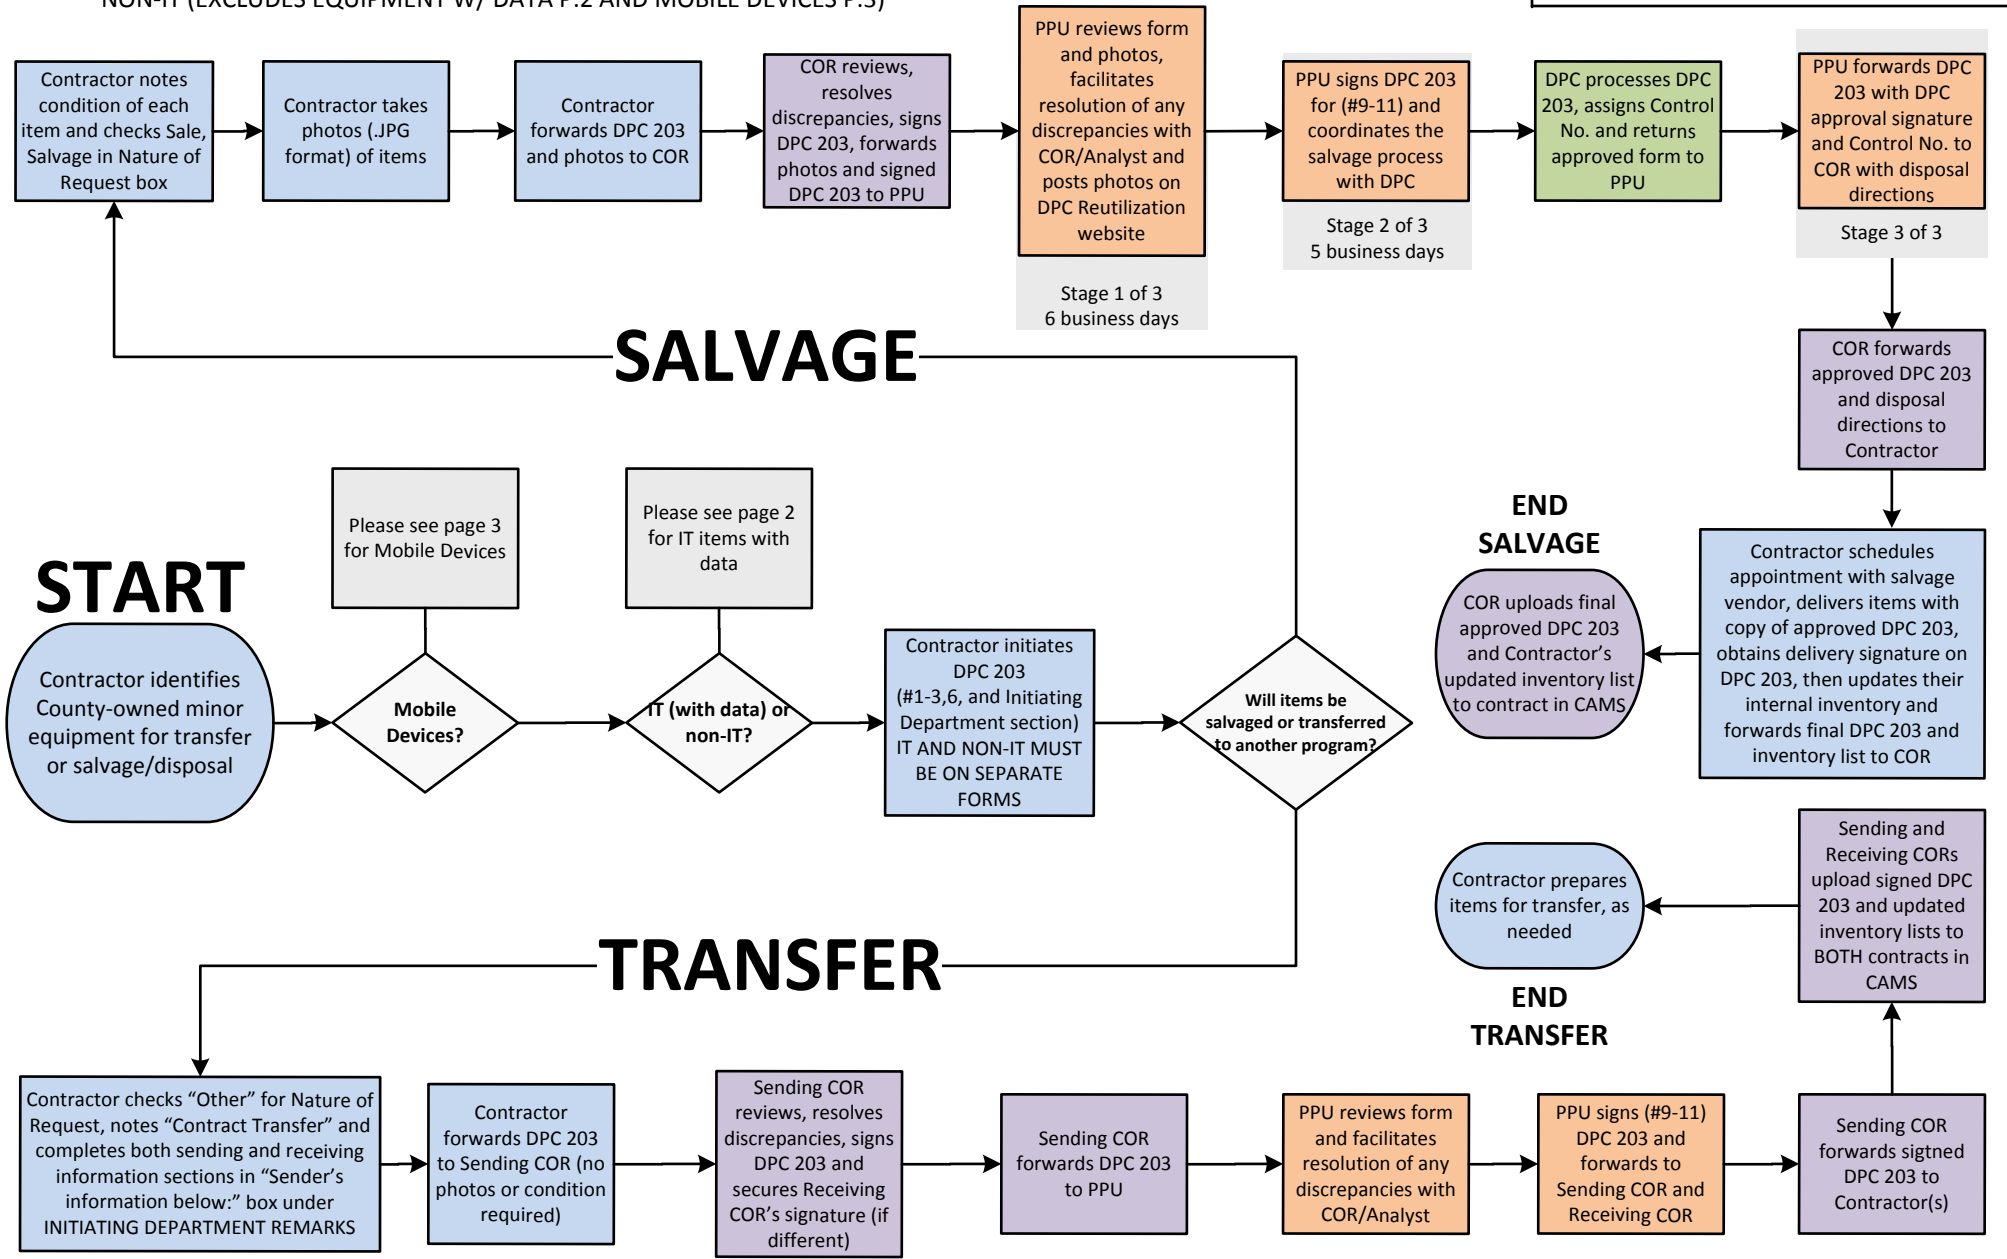 NON-IT (EXCLUDES EQUIPMENT W/ DATA P.2 AND MOBILE DEVICES P.3)
Contractor notes
condition of each
item and checks Sale,
Salvage in Nature of
Request box
Contractor takes
photos (.JPG
format) of items
Contractor
forwards DPC 203
and photos to COR
COR reviews,
resolves
discrepancies, signs
DPC 203, forwards
photos and signed
DPC 203 to PPU
PPU reviews form
and photos,
facilitates
resolution of any
discrepancies with
COR/Analyst and
posts photos on
DPC Reutilization
website
Stage 1 of 3
6 business days
PPU signs DPC 203
for (#9-11) and
coordinates the
salvage process
with DPC
Stage 2 of 3
5 business days
DPC processes DPC
203, assigns Control
No. and returns
approved form to
PPU
PPU forwards DPC
203 with DPC
approval signature
and Control No. to
COR with disposal
directions
Stage 3 of 3
SALVAGE
COR forwards
approved DPC 203
and disposal
directions to
Contractor
Please see page 3
for Mobile Devices
Please see page 2
for IT items with
data
START
Contractor identifies
County-owned minor
equipment for transfer
or salvage/disposal
Mobile
Devices?
IT (with data) or
non-IT?
Contractor initiates
DPC 203
(#1-3,6, and Initiating
Department section)
IT AND NON-IT MUST
BE ON SEPARATE
FORMS
Will items be
salvaged or transferred
to another program?
END
SALVAGE
COR uploads final
approved DPC 203
and Contractor’s
updated inventory list
to contract in CAMS
Contractor schedules
appointment with salvage
vendor, delivers items with
copy of approved DPC 203,
obtains delivery signature on
DPC 203, then updates their
internal inventory and
forwards final DPC 203 and
inventory list to COR
Contractor prepares
items for transfer, as
needed
END
TRANSFER
Sending and
Receiving CORs
upload signed DPC
203 and updated
inventory lists to
BOTH contracts in
CAMS
TRANSFER
Contractor checks “Other” for Nature of
Request, notes “Contract Transfer” and
completes both sending and receiving
information sections in “Sender’s
information below:” box under
INITIATING DEPARTMENT REMARKS
Contractor
forwards DPC 203
to Sending COR (no
photos or condition
required)
Sending COR
reviews, resolves
discrepancies, signs
DPC 203 and
secures Receiving
COR’s signature (if
different)
Sending COR
forwards DPC 203
to PPU
PPU reviews form
and facilitates
resolution of any
discrepancies with
COR/Analyst
PPU signs (#9-11)
DPC 203 and
forwards to
Sending COR and
Receiving COR
Sending COR
forwards sigtned
DPC 203 to
Contractor(s)